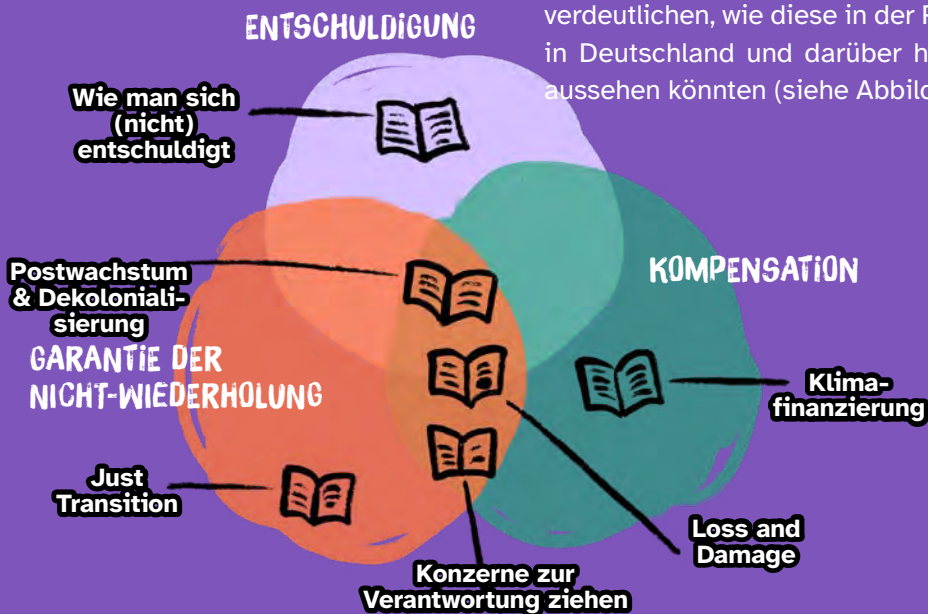 verdeutlichen, wie diese in der
in Deutschland und darüber
aussehen könnten (siehe
ENTSCHULDIGUNG
Wie man sich
(nicht)
entschuldigt
KOMPENSATION
Postwachstum
& Dekoloniali-
sierung
GARANTIE DER
NICHT-WIEDERHOLUNG
Klima-
finanzierung
Just
Transition
Loss and
Damage
Konzerne zur
Verantwortung ziehen